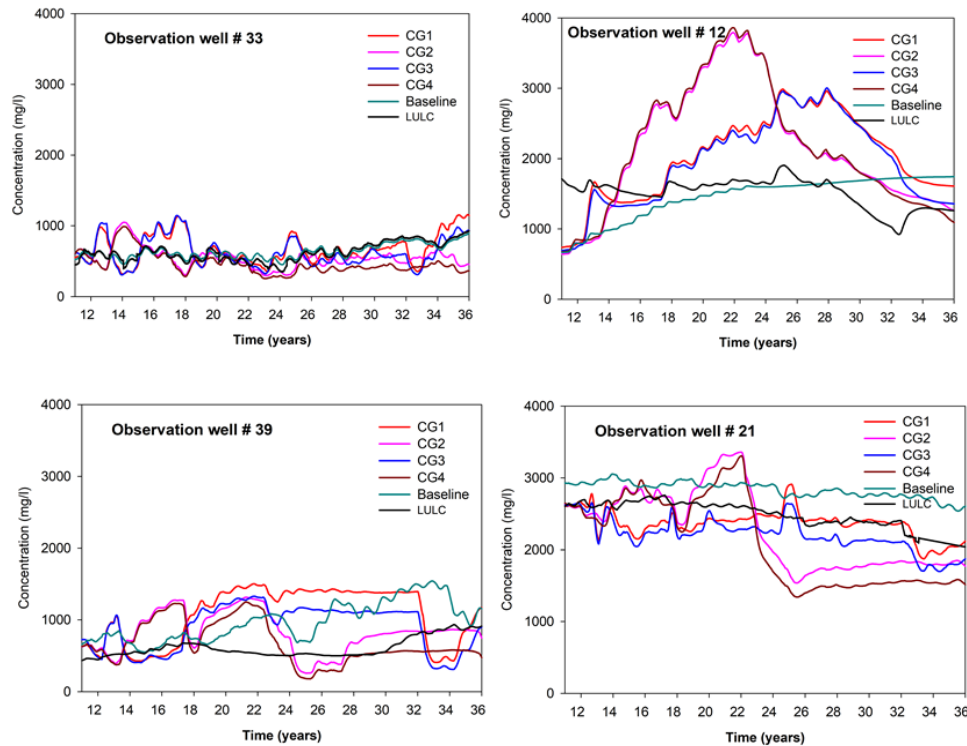 Observation well # 33
CG1
CG2
CG3
CG4
Baseline
LULC
4000
3000
2000
1000
0
Concentration (mg/l)
12 14 16 18 20 22 24 26 28 30 32 34 36
Time (years)
Observation well # 12
CG1
CG2
CG3
CG4
Baseline
LULC
4000
3000
2000
1000
0
Concentration (mg/l)
12 14 16 18 20 22 24 26 28 30 32 34 36
Time (years)
Observation well # 39
CG1
CG2
CG3
CG4
Baseline
LULC
4000
3000
2000
1000
0
Concentration (mg/l)
12 14 16 18 20 22 24 26 28 30 32 34 36
Time (years)
Observation well # 21
CG1
CG2
CG3
CG4
Baseline
LULC
4000
3000
2000
1000
0
Concentration (mg/l)
12 14 16 18 20 22 24 26 28 30 32 34 36
Time (years)